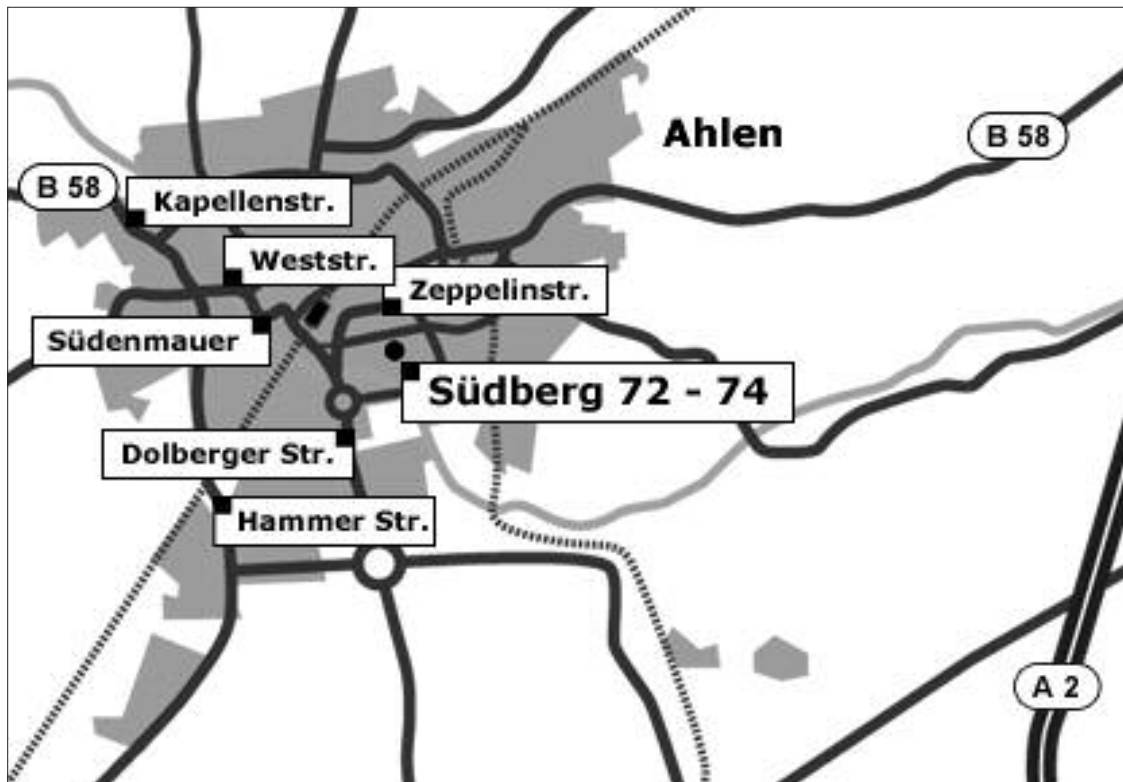 Ahlen
B 58
B 58
Kapellenstr.
Weststr.
Zeppelinstr.
Südenmauer
Südberg 72 - 74
Dolberger Str.
Hammer Str.
A 2